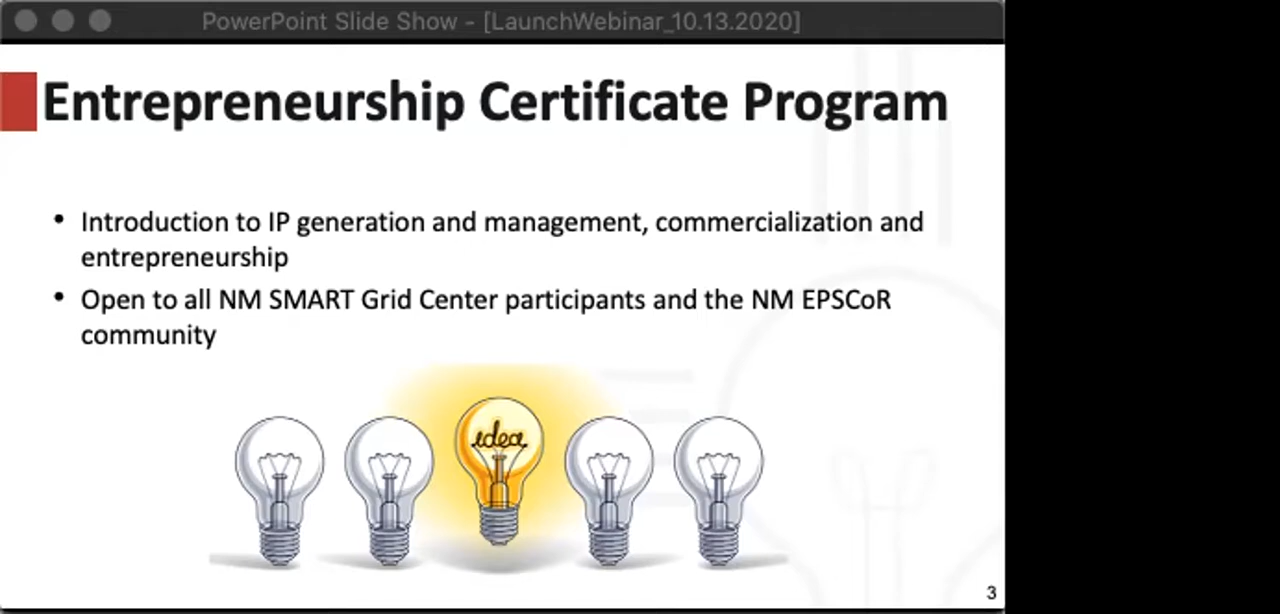 PowerPoint Slide Show - [LaunchWebinar_10.13.2020]
Entrepreneurship Certificate Program
• Introduction to IP generation and management, commercialization and
entrepreneurship
• Open to all NM SMART Grid Center participants and the NM EPSCoR
community
idea
3